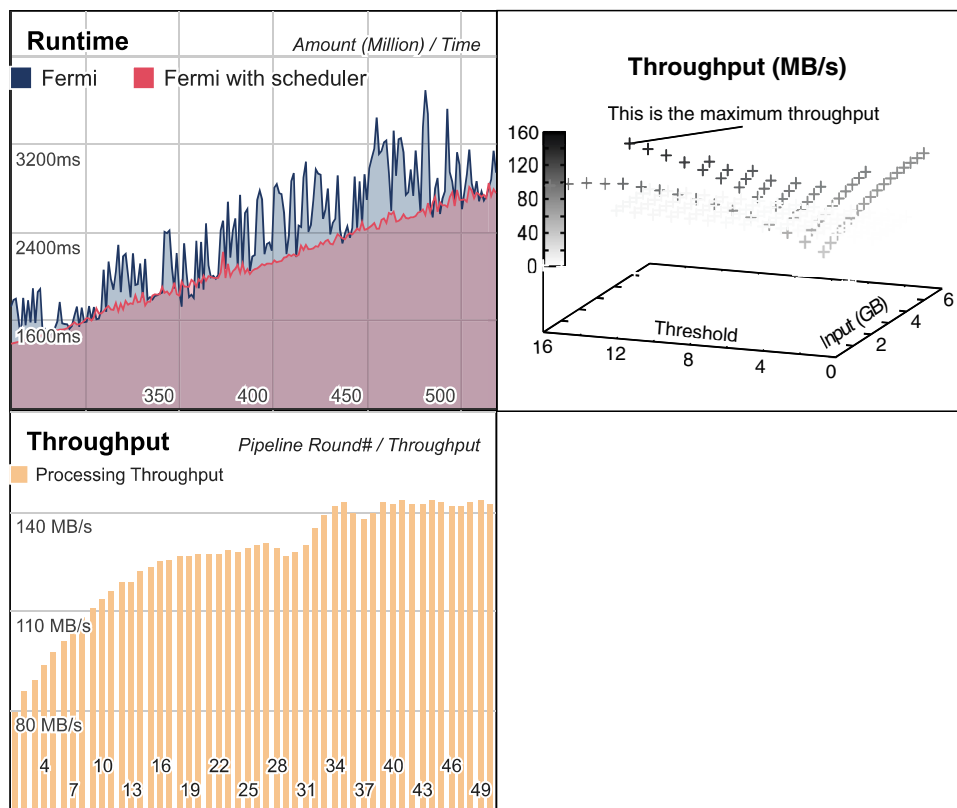 Runtime
Amount (Million) / Time
Fermi
Fermi with scheduler
3200ms
2400ms
1600ms
350
400
450
500
Throughput (MB/s)
This is the maximum throughput
160
120
80
40
0
16
12
8
4
0
Threshold
Input (GB)
2
4
6
Throughput
Pipeline Round# / Throughput
Processing Throughput
140 MB/s
110 MB/s
80 MB/s
4
7
10
13
16
19
22
25
28
31
34
37
40
43
46
49